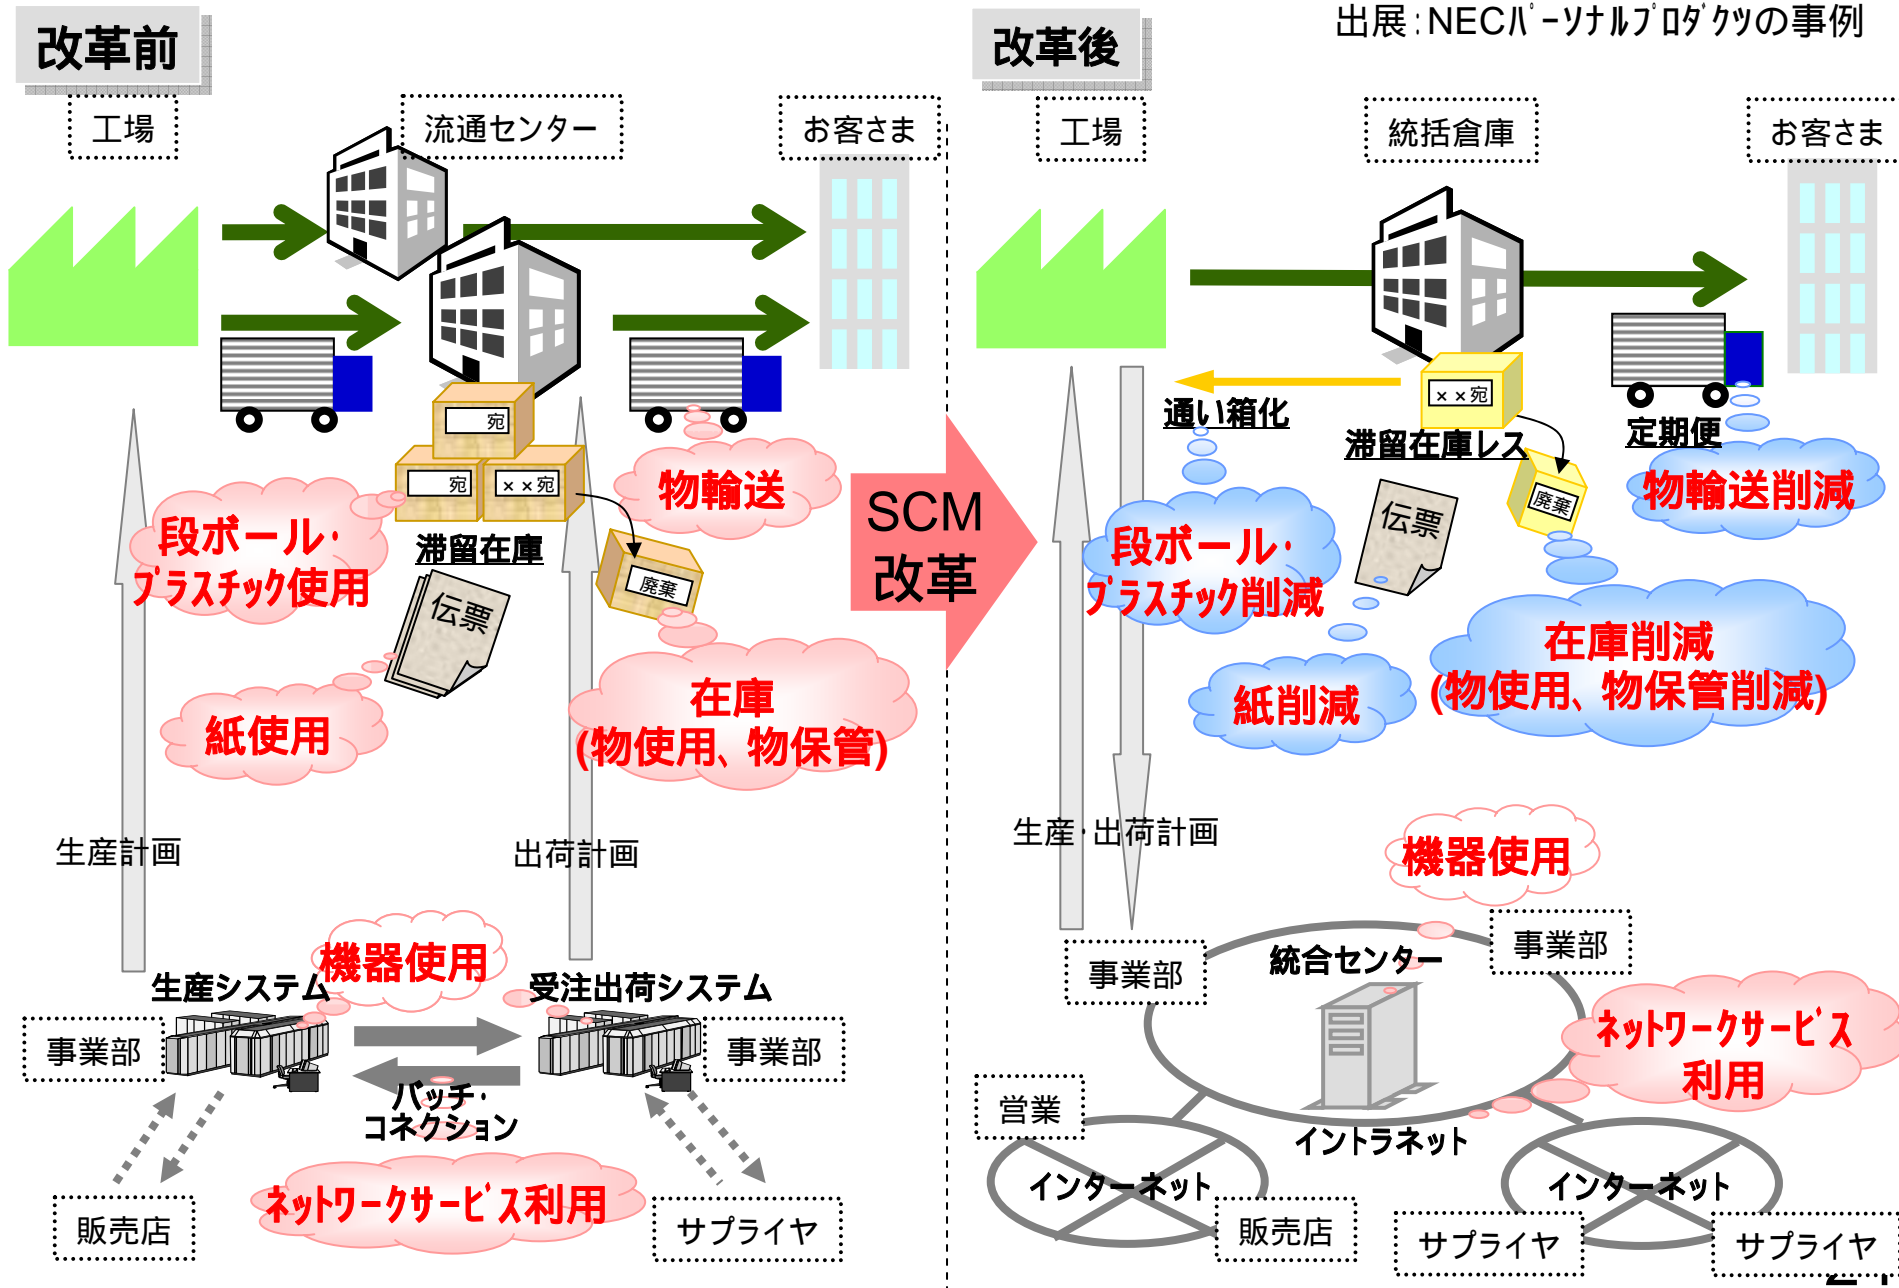 出展:NECパーソナルプロダクツの事例
改革前
工場
流通センター
お客さま
宛
宛
××宛
物輸送
段ボール・
プラスチック使用
滞留在庫
廃棄
伝票
紙使用
在庫
(物使用、物保管)
生産計画
出荷計画
機器使用
生産システム
受注出荷システム
事業部
事業部
バッチ・
コネクション
ネットワークサービス利用
販売店
サプライヤ
SCM
改革
改革後
工場
統括倉庫
お客さま
××宛
通い箱化
滞留在庫レス
定期便
物輸送削減
廃棄
伝票
段ボール・
プラスチック削減
在庫削減
(物使用、物保管削減)
紙削減
生産・出荷計画
機器使用
事業部
統合センター
事業部
ネットワークサービス
利用
営業
イントラネット
インターネット
インターネット
販売店
サプライヤ
サプライヤ